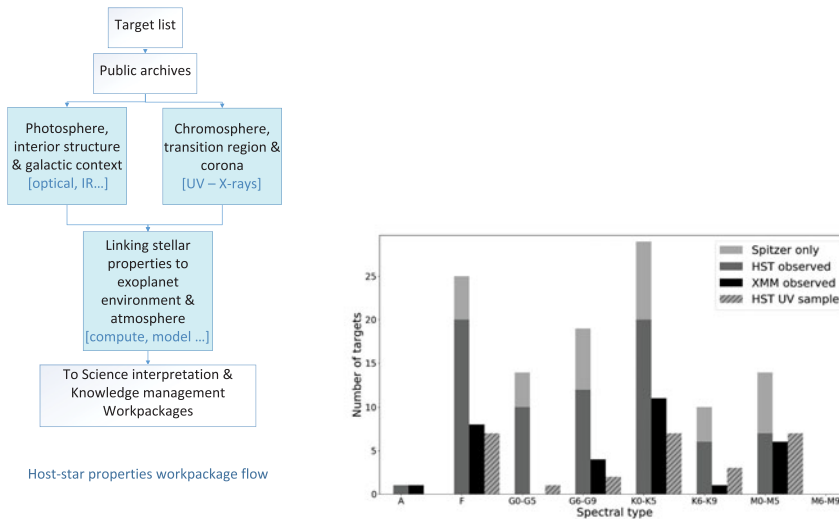 Target list
Public archives
Photosphere,
interior structure
& galactic context
[optical, IR…]
Chromosphere,
transition region &
corona
[UV – X-rays]
Linking stellar
properties to
exoplanet
environment &
atmosphere
[compute, model …]
To Science interpretation &
Knowledge management
Workpackages
Host-star properties workpackage flow
Spitzer only
HST observed
XMM observed
HST UV sample
Number of targets
25
20
15
10
5
0
A F G0-G5 G6-G9 K0-K5 K6-K9 M0-M5 M6-M9
Spectral type